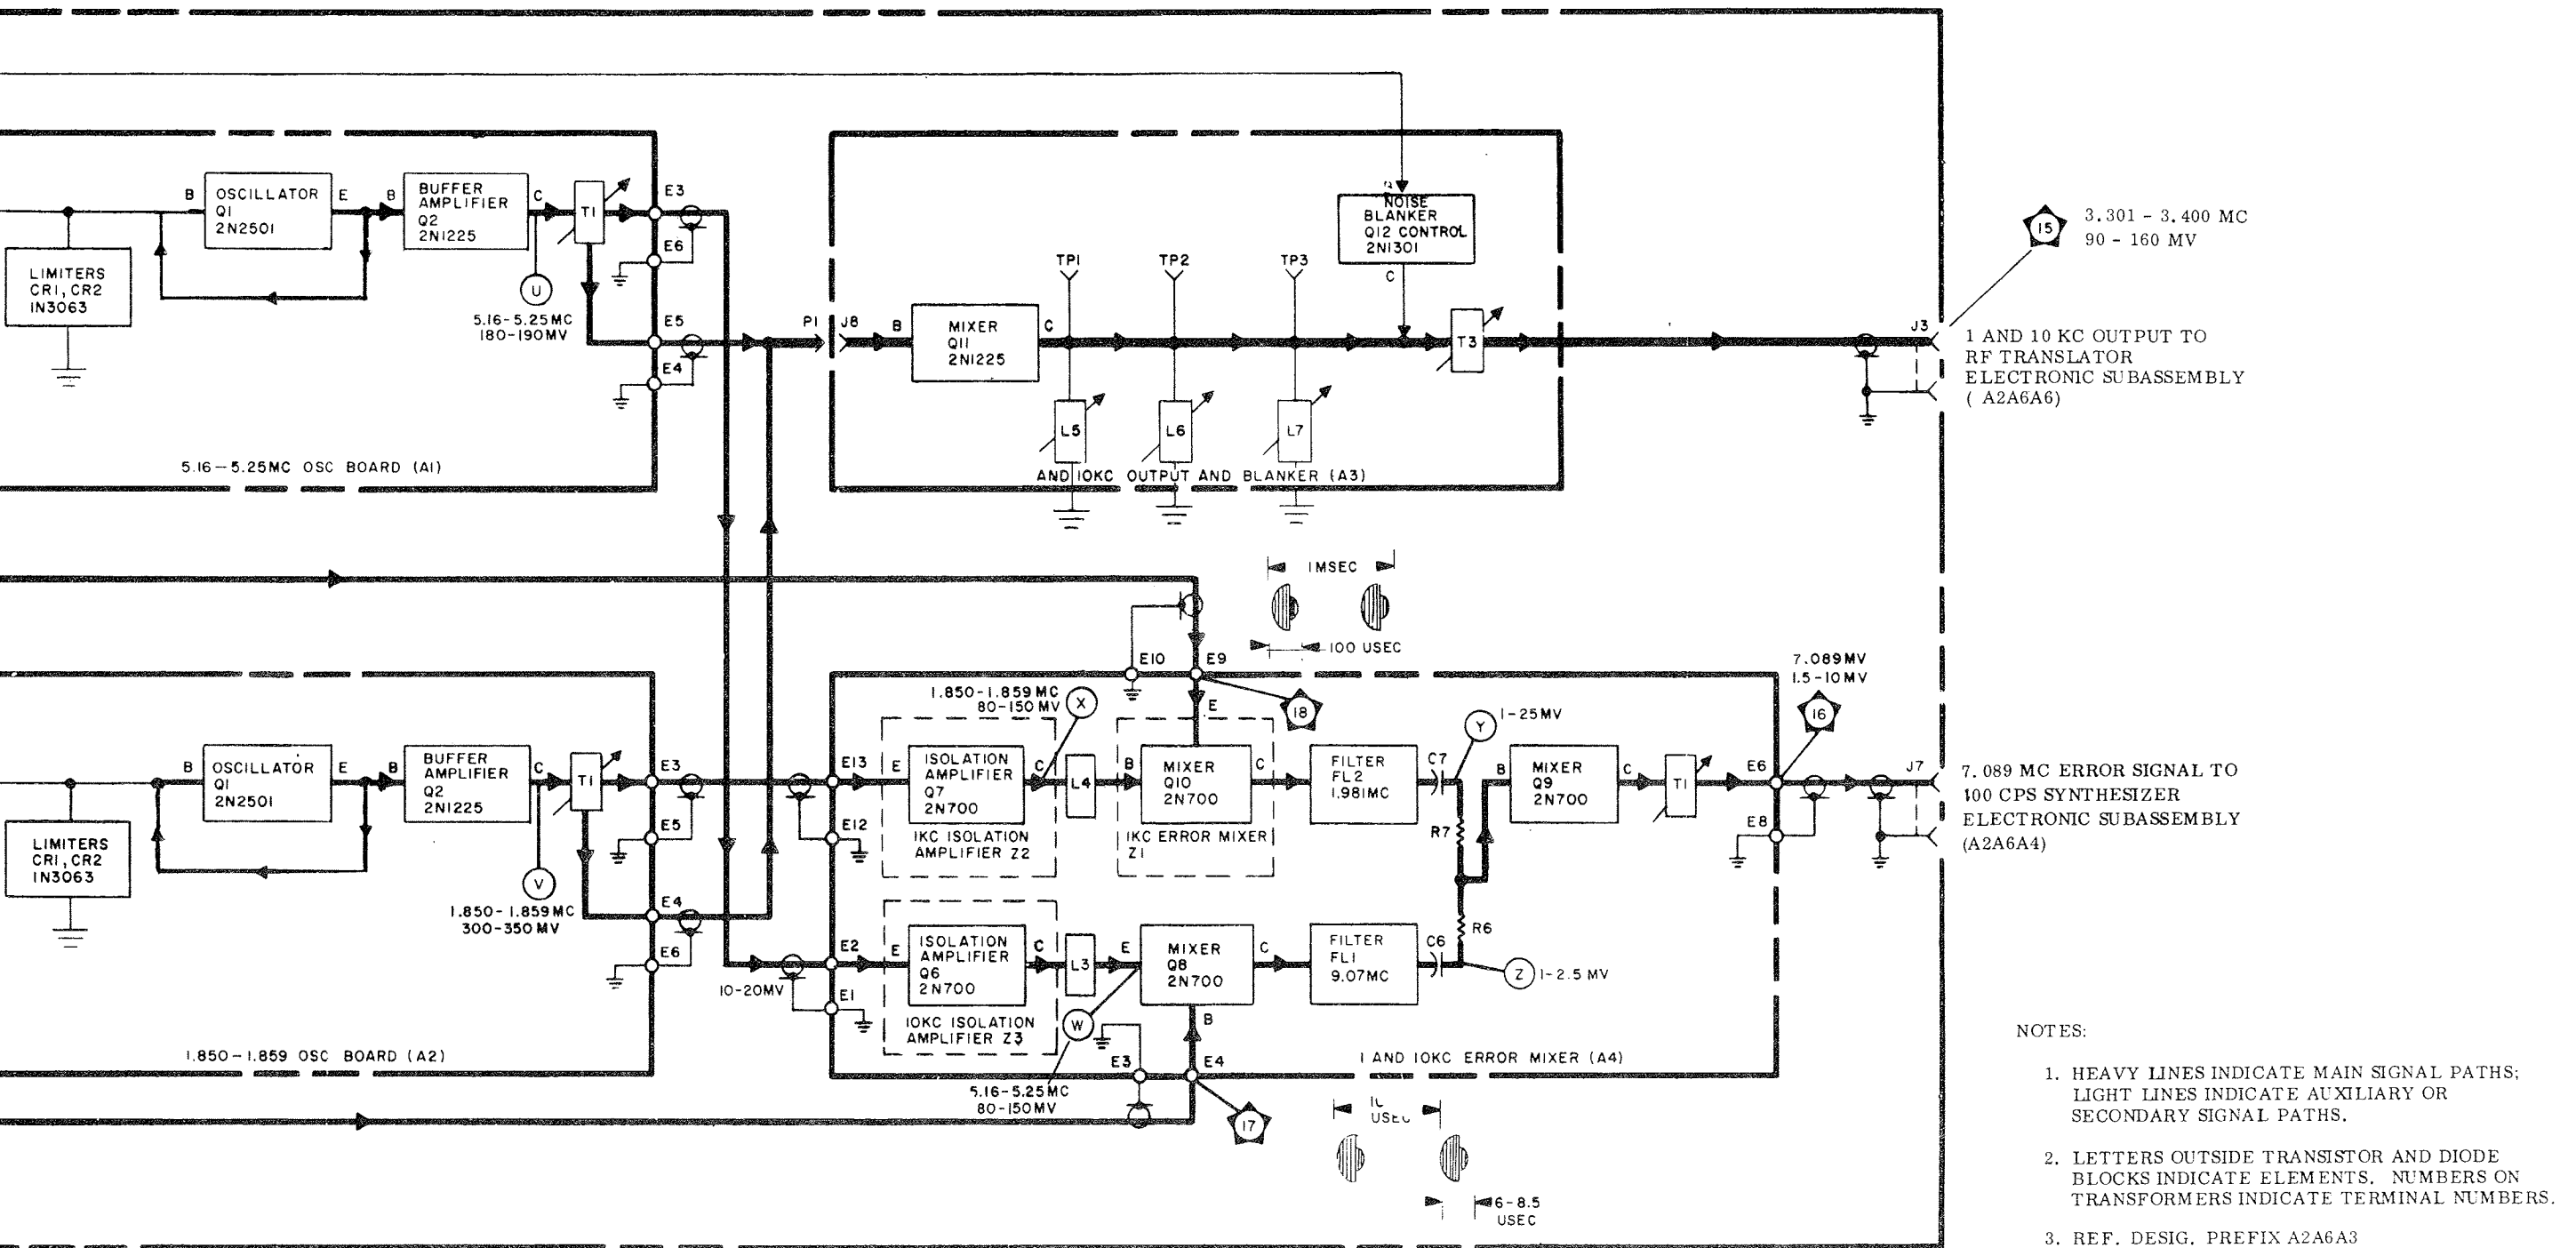 B
OSCILLATOR
Q1
2N2501
E
B
BUFFER
AMPLIFIER
Q2
2N1225
C
T1
E3
E6
LIMITERS
CR1, CR2
IN3063
U
5.16-5.25MC
180-190MV
E5
E4
5.16-5.25MC OSC BOARD (A1)
P1
J8
B
MIXER
Q11
2N1225
C
TP1
TP2
TP3
NOISE
BLANKER
Q12 CONTROL
2N1301
C
T3
L5
L6
L7
AND 10KC OUTPUT AND BLANKER (A3)
15
3.301 - 3.400 MC
90 - 160 MV
J3
1 AND 10 KC OUTPUT TO
RF TRANSLATOR
ELECTRONIC SUBASSEMBLY
( A2A6A6)
1MSEC
100 USEC
E10
E9
18
E
B
OSCILLATOR
Q1
2N2501
E
B
BUFFER
AMPLIFIER
Q2
2N1225
C
T1
E3
E5
LIMITERS
CR1, CR2
IN3063
V
1.850-1.859MC
300-350MV
E4
E6
1.850-1.859 OSC BOARD (A2)
1.850-1.859 MC
80-150MV
X
E13
E12
E
ISOLATION
AMPLIFIER
Q7
2N700
C
1KC ISOLATION
AMPLIFIER Z2
L4
B
MIXER
Q10
2N700
C
1KC ERROR MIXER
Z1
FILTER
FL2
1.981MC
C7
Y
1-25MV
R7
B
MIXER
Q9
2N700
C
T1
7.089MV
1.5-10MV
16
E6
E8
J7
7.089 MC ERROR SIGNAL TO
100 CPS SYNTHESIZER
ELECTRONIC SUBASSEMBLY
(A2A6A4)
10-20MV
E2
E1
E
ISOLATION
AMPLIFIER
Q6
2N700
C
10KC ISOLATION
AMPLIFIER Z3
L3
E
MIXER
Q8
2N700
C
B
FILTER
FL1
9.07MC
C6
R6
Z
1-2.5 MV
W
5.16-5.25MC
80-150MV
E3
E4
1 AND 10KC ERROR MIXER (A4)
17
USEC
6-8.5
USEC
NOTES:
1. HEAVY LINES INDICATE MAIN SIGNAL PATHS;
LIGHT LINES INDICATE AUXILIARY OR
SECONDARY SIGNAL PATHS.
2. LETTERS OUTSIDE TRANSISTOR AND DIODE
BLOCKS INDICATE ELEMENTS. NUMBERS ON
TRANSFORMERS INDICATE TERMINAL NUMBERS.
3. REF. DESIG. PREFIX A2A6A3